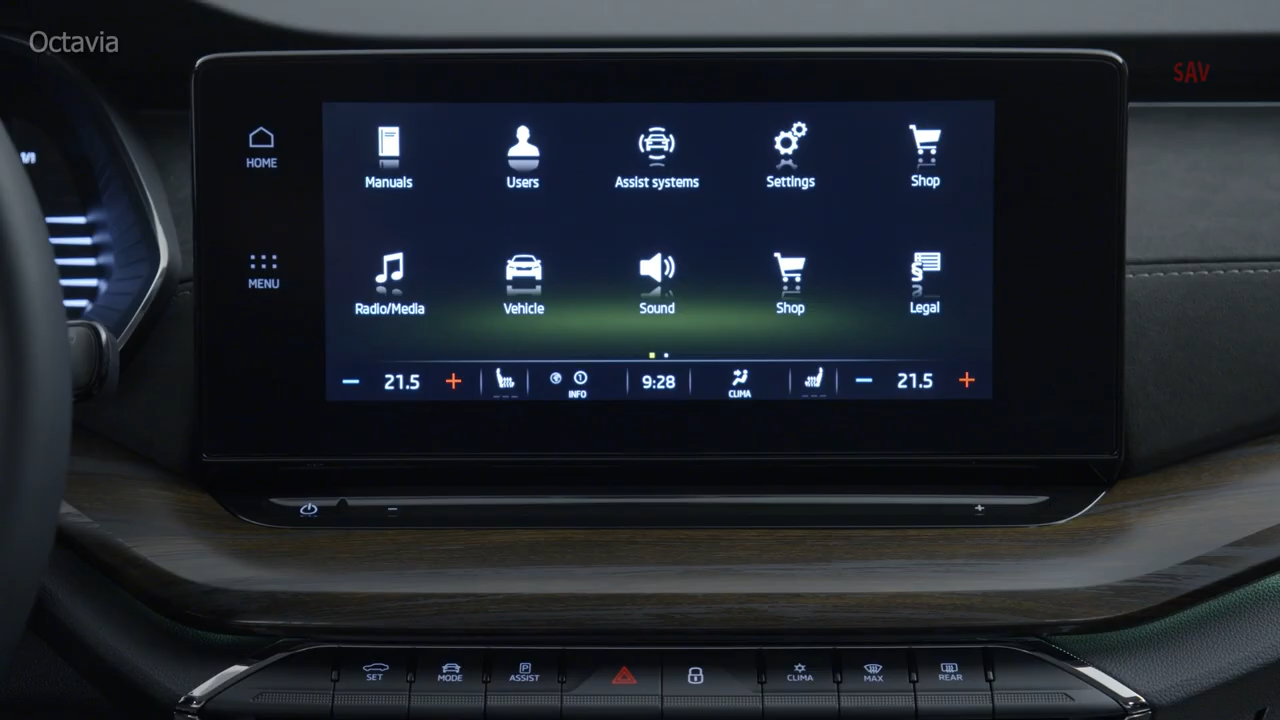 Octavia
SAV
HOME
Manuals
Users
Assist systems
Settings
Shop
MENU
Radio/Media
Vehicle
Sound
Shop
Legal
21.5
INFO
9:28
CLIMA
21.5
SET
MODE
ASSIST
CLIMA
MAX
REAR